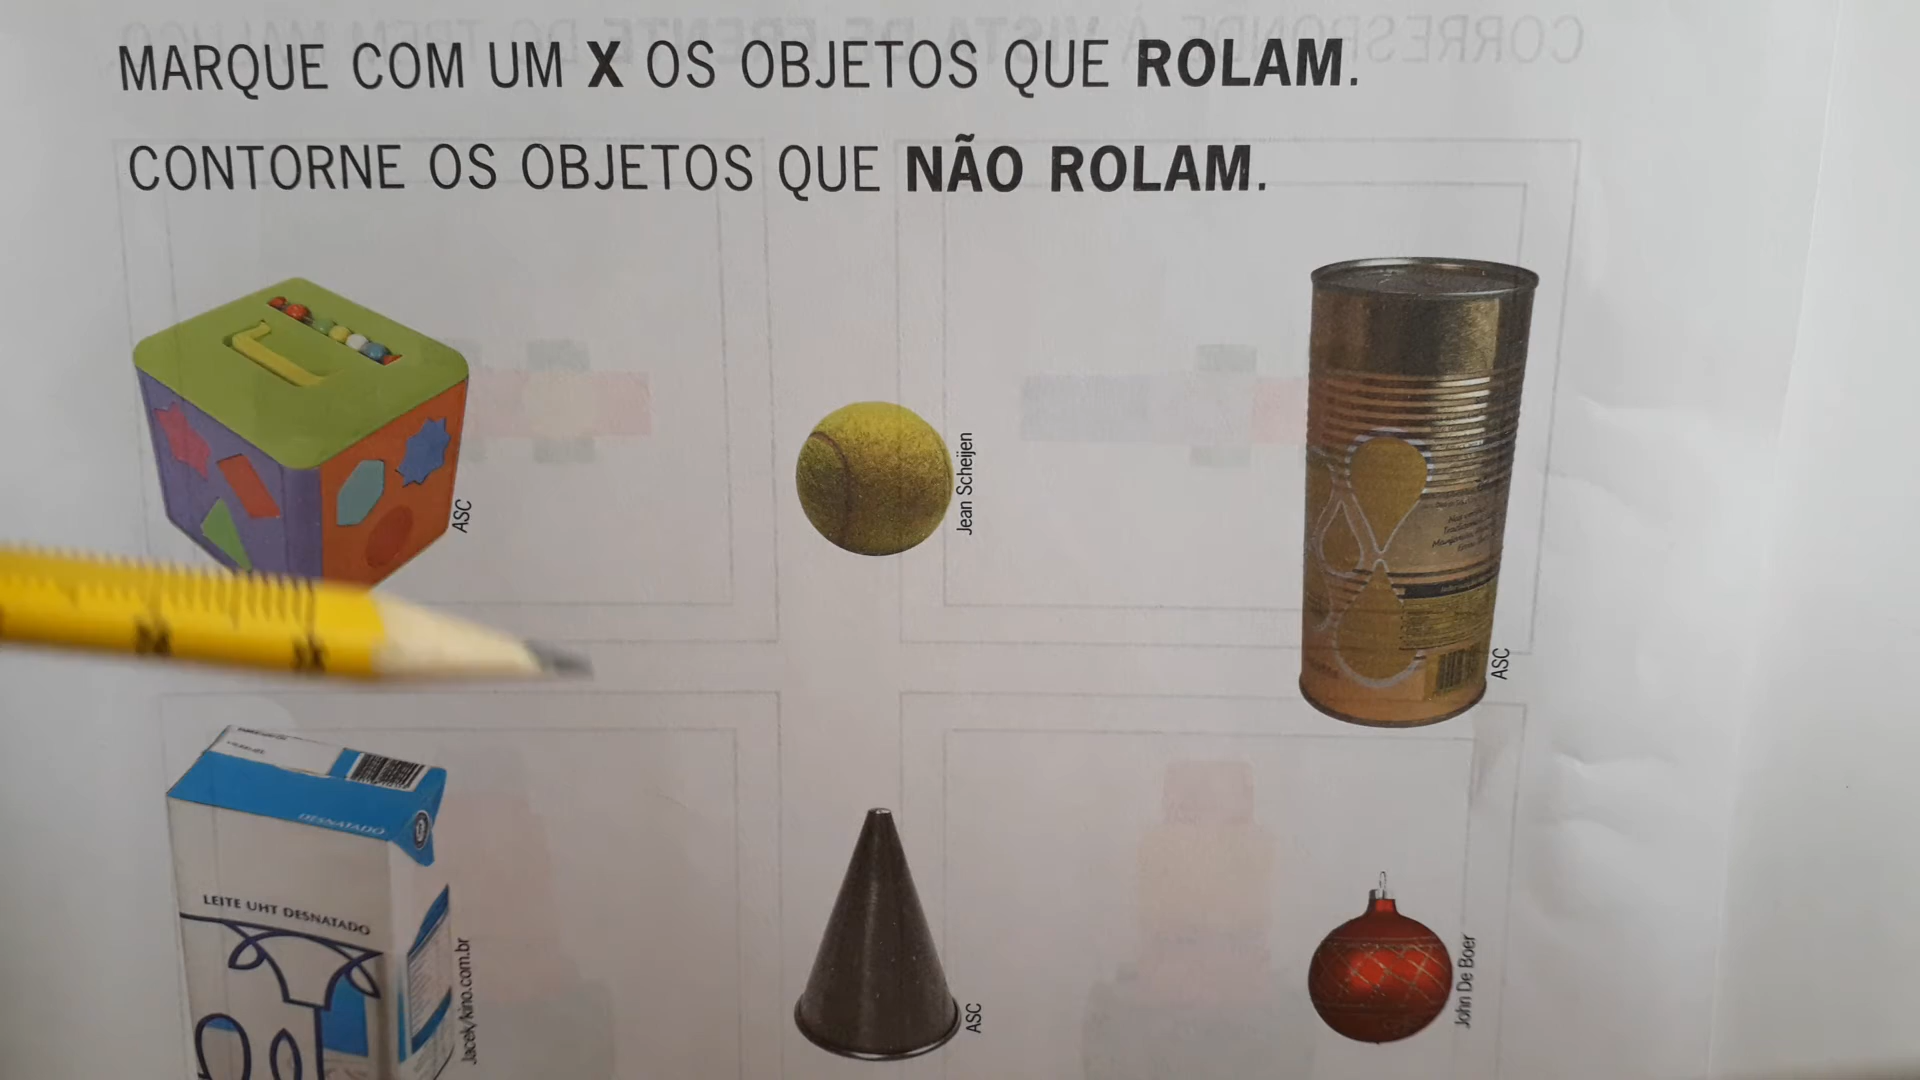 MARQUE COM UM X OS OBJETOS QUE ROLAM.
CONTORNE OS OBJETOS QUE NÃO ROLAM.
ASC
Jean Scheijen
ASC
DESNATADO
LEITE UHT DESNATADO
Jacek/kino.com.br
ASC
John De Boer